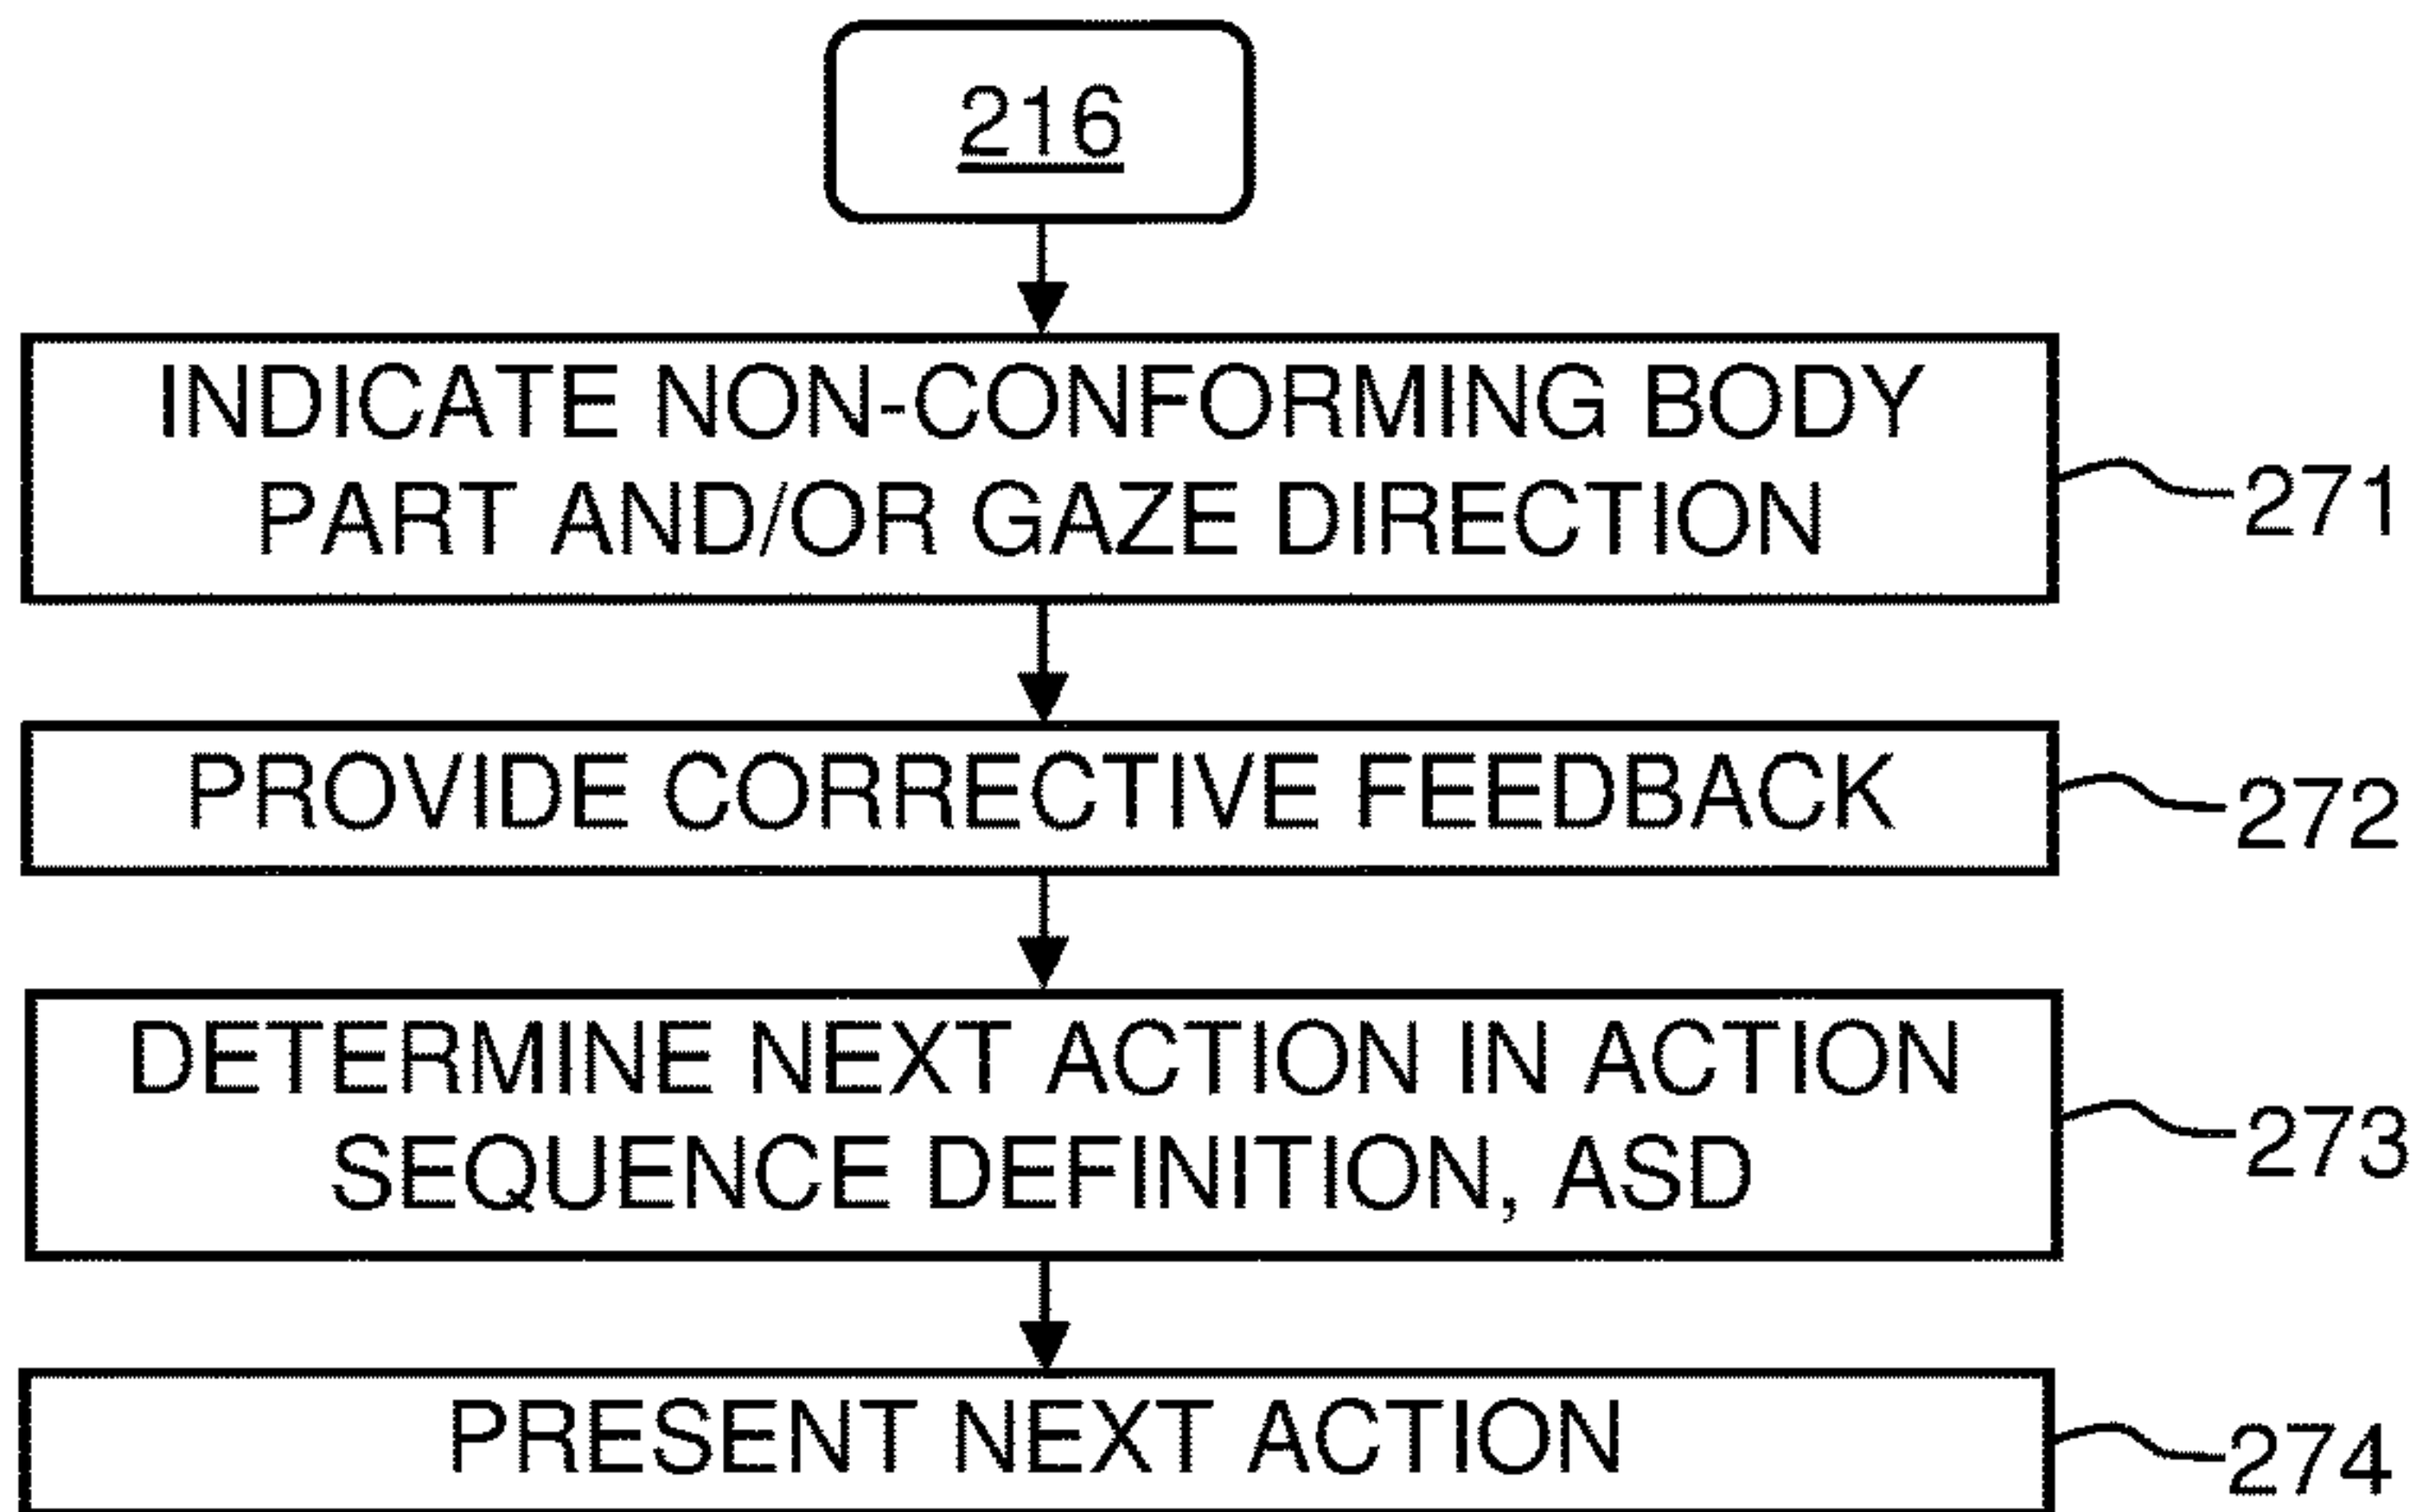 216
INDICATE NON-CONFORMING BODY
PART AND/OR GAZE DIRECTION
271
PROVIDE CORRECTIVE FEEDBACK
272
DETERMINE NEXT ACTION IN ACTION
SEQUENCE DEFINITION, ASD
273
PRESENT NEXT ACTION
274